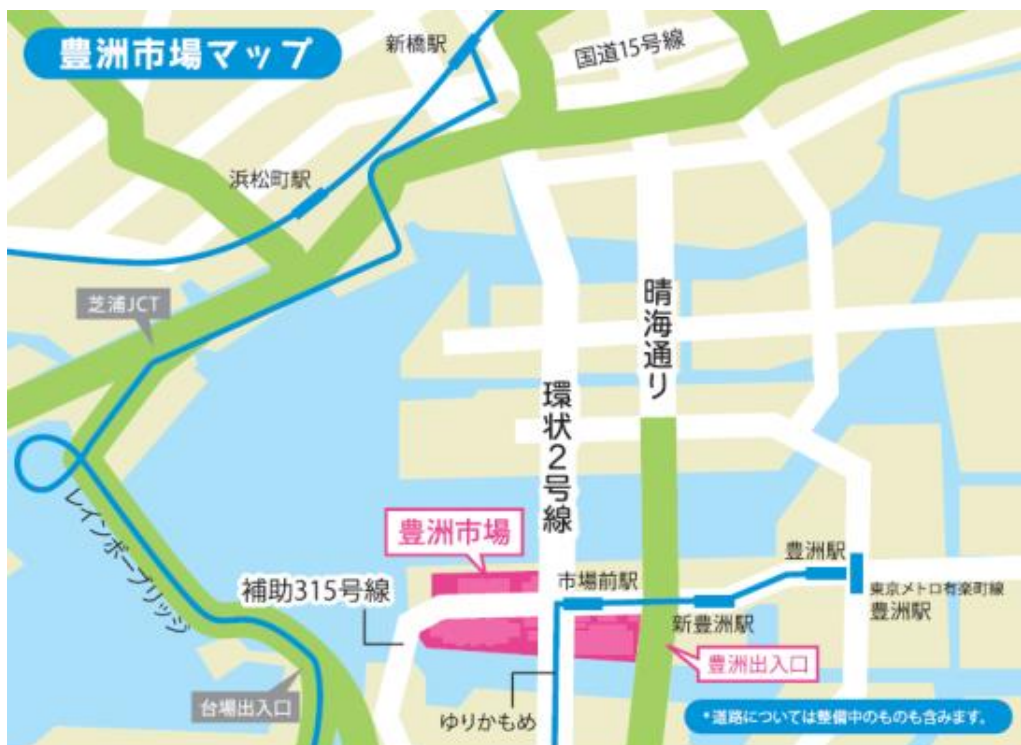 豊洲市場マップ
新橋駅
国道15号線
浜松町駅
芝浦JCT
晴海通り
環状2号線
レインボーブリッジ
豊洲市場
補助315号線
市場前駅
豊洲駅
東京メトロ有楽町線
豊洲駅
新豊洲駅
豊洲出入口
台場出入口
ゆりかもめ
*道路については整備中のものも含みます。